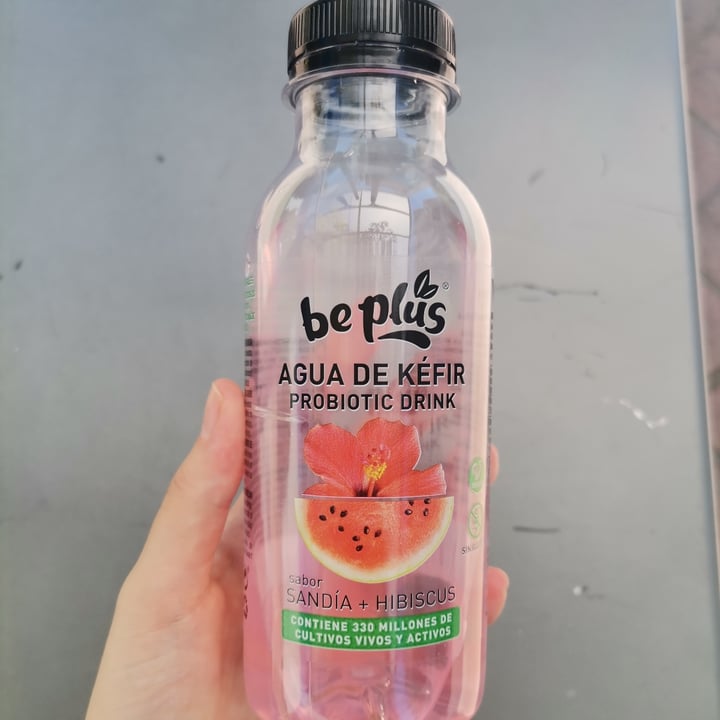 be plus®
AGUA DE KÉFIR
PROBIOTIC DRINK
sabor
SANDÍA + HIBISCUS
CONTIENE 330 MILLONES DE
CULTIVOS VIVOS Y ACTIVOS